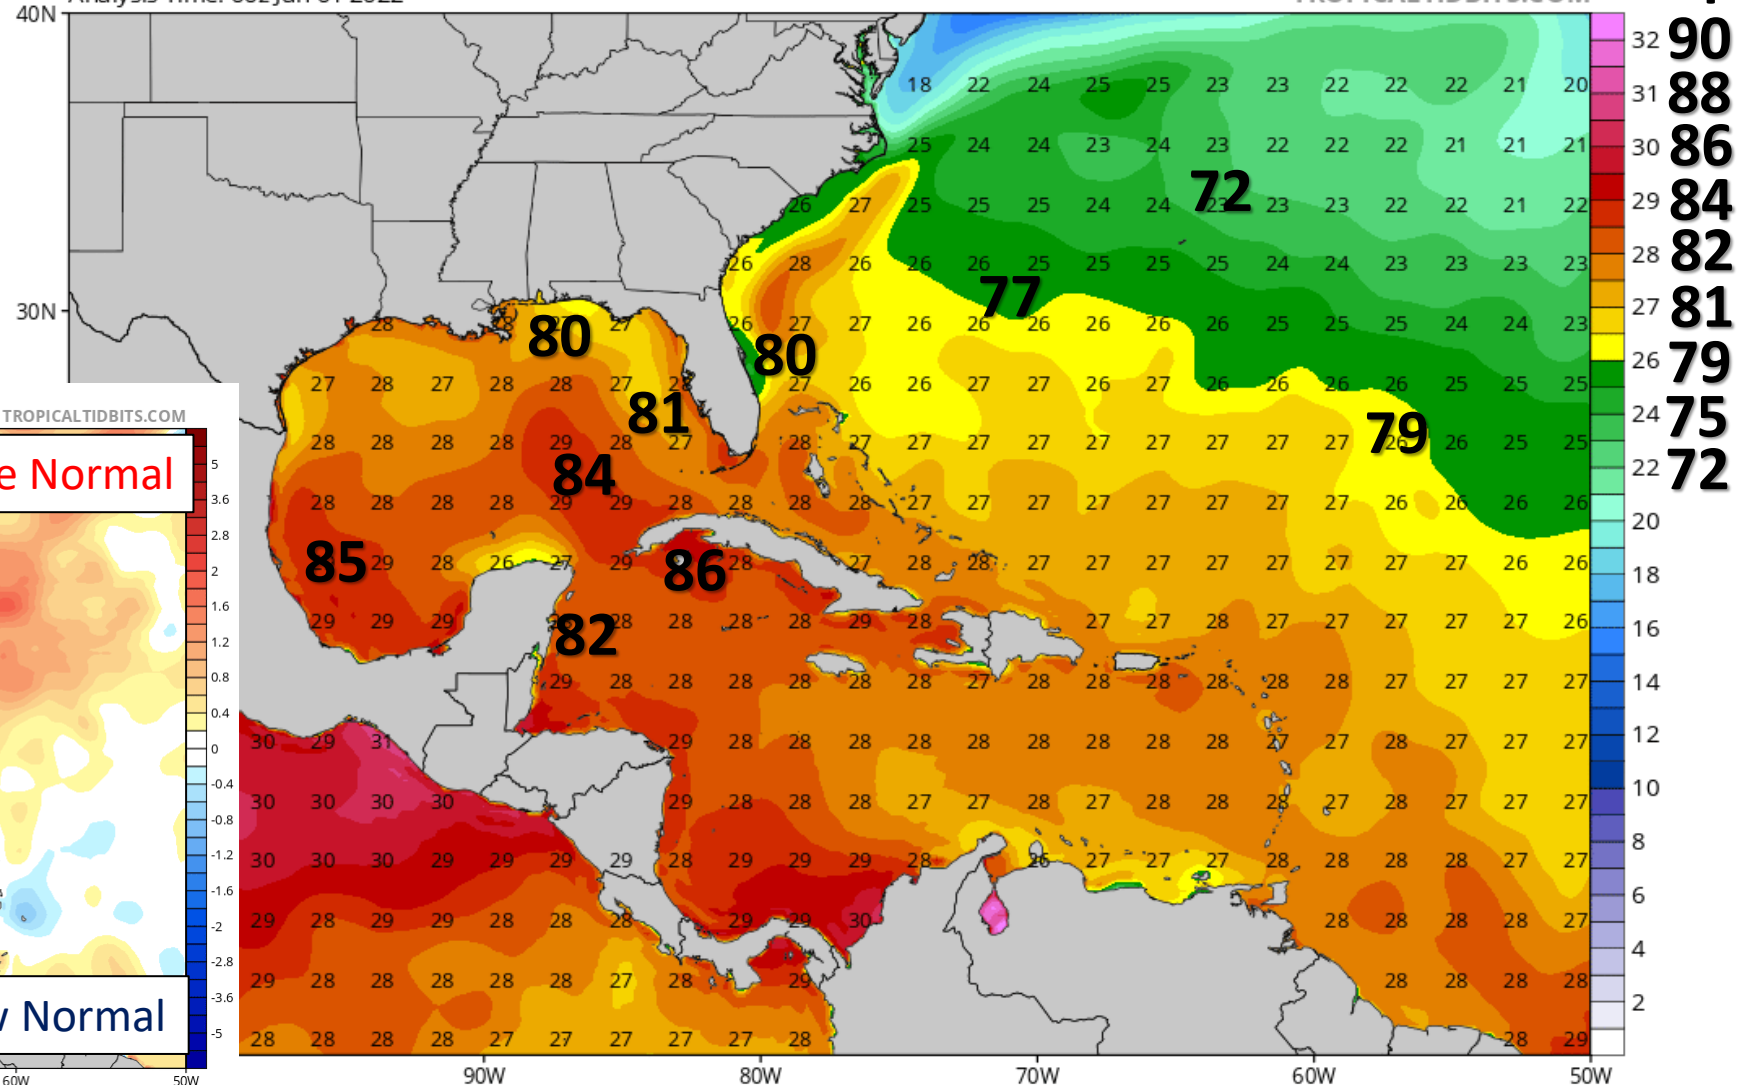 Analysis Time: 00z Jun 01 2022 TROPICALTIDBITS.COM
40N 32 90
18 22 24 25 25 23 23 22 22 22 21 20 31 88
25 24 24 23 24 23 22 22 22 21 21 21 30 86
72
26 27 25 25 25 24 24 23 23 23 22 22 21 22 29 84
26 28 26 26 26 25 25 25 25 24 24 23 23 23 23 28 82
77
30N 27 81
28 27 26 27 27 26 26 26 26 26 26 25 25 25 24 24 23
80 80
26 79
27 28 27 28 28 27 28 27 26 26 27 27 26 27 26 26 26 26 25 25 25
81 79 24 75
TROPICALTIDBITS.COM
28 28 28 28 29 28 27 28 27 27 27 27 27 27 27 27 26 26 25 25
e Normal 84 22 72
28 28 28 28 29 29 28 28 28 28 27 27 27 27 27 27 27 26 26 26
20
85 29 28 26 27 29 86 28 27 28 28 27 27 27 27 27 27 27 26 26
18
29 29 29 82 28 28 28 28 29 28 27 27 28 27 27 27 27 27 26
16
29 28 28 28 28 28 28 27 28 28 28 28 28 28 27 27 27 27
14
30 29 31 29 28 28 28 28 28 28 28 28 28 27 27 28 27 27 27
12
30 30 30 30 29 28 28 28 27 27 28 27 28 28 28 27 28 27 27
10
30 30 30 29 29 29 29 28 29 29 29 28 26 27 27 27 28 28 28 28 27 27
8
6
29 28 29 29 28 28 28 29 29 30 28 28 28 28 27
4
29 28 28 28 28 28 27 28 29 28 28 28 28
2
28 28 28 28 27 27 27 27 28 28 29
5
3.6
2.8
2
1.6
1.2
0.8
0.4
0
-0.4
-0.8
-1.2
-1.6
-2
-2.8
-3.6
-5
w Normal
60W 50W
90W 80W 70W 60W 50W